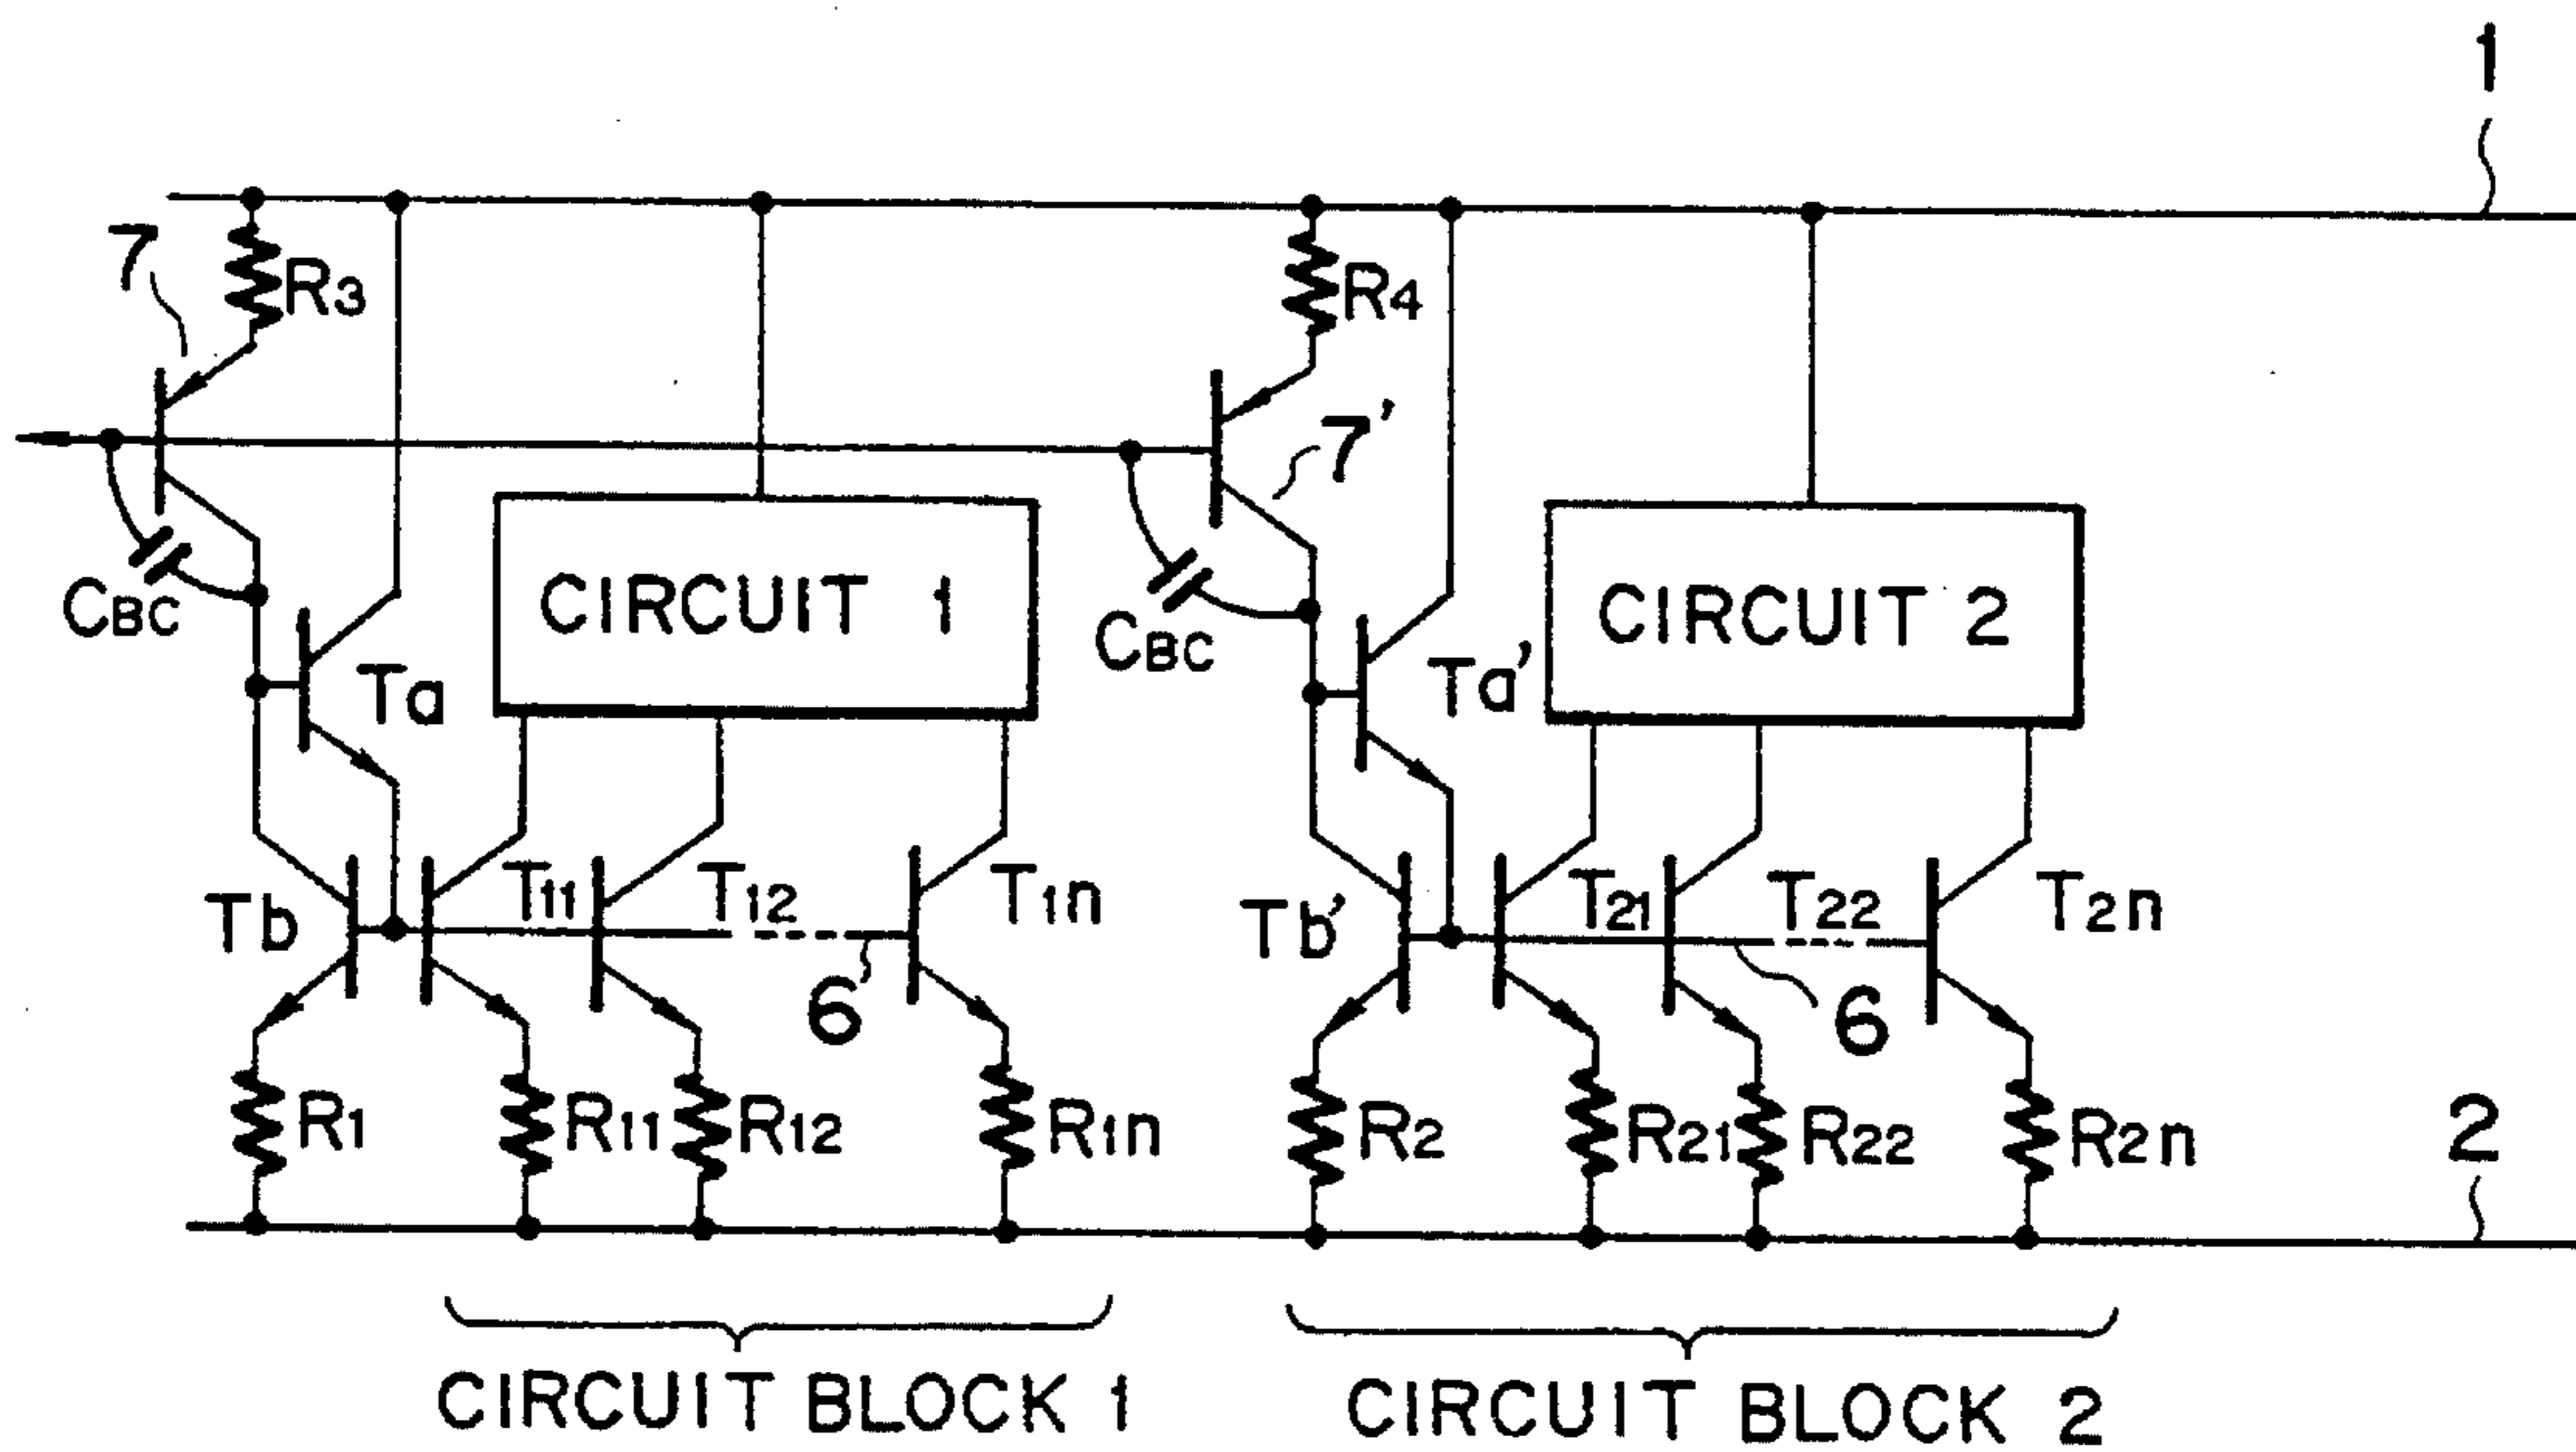 1
7
R3
R4
7'
CBC
CIRCUIT 1
CBC
CIRCUIT 2
Ta
Ta'
Tb
T11
T12
T1n
Tb'
T21
T22
T2n
6
6
R1
R11
R12
R1n
R2
R21
R22
R2n
2
CIRCUIT BLOCK 1
CIRCUIT BLOCK 2